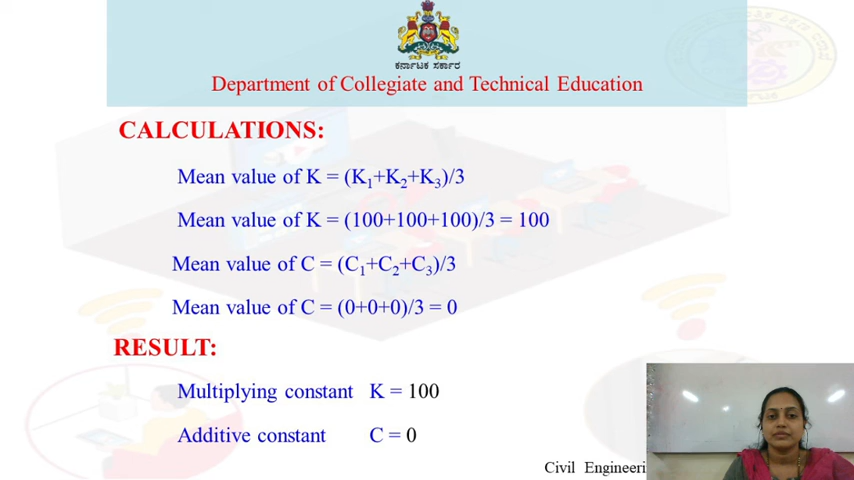 ಕರ್ನಾಟಕ ಸರ್ಕಾರ
Department of Collegiate and Technical Education
CALCULATIONS:
Mean value of K = (K₁+K₂+K₃)/3
Mean value of K = (100+100+100)/3 = 100
Mean value of C = (C₁+C₂+C₃)/3
Mean value of C = (0+0+0)/3 = 0
RESULT:
Multiplying constant K = 100
Additive constant C = 0
Civil Engineeri